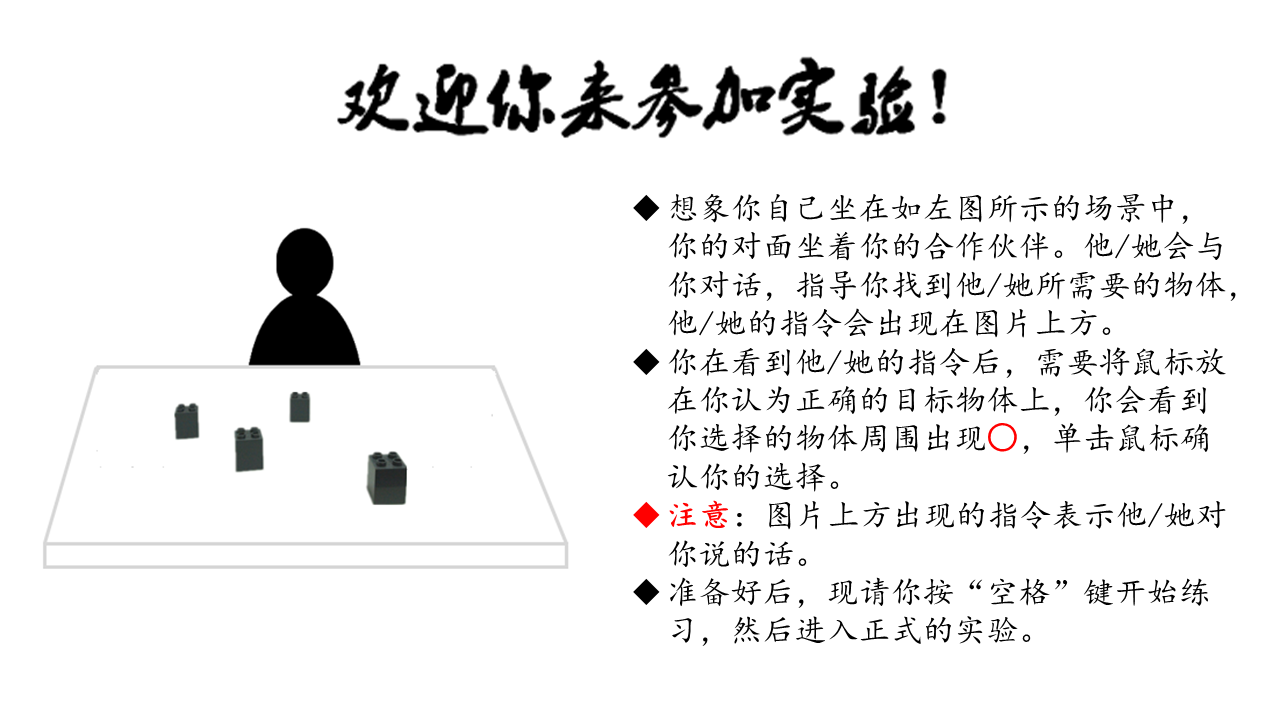 欢迎你来参加实验！
◆ 想象你自己坐在如左图所示的场景中，
你的对面坐着你的合作伙伴。他/她会与
你对话，指导你找到他/她所需要的物体，
他/她的指令会出现在图片上方。
◆ 你在看到他/她的指令后，需要将鼠标放
在你认为正确的目标物体上，你会看到
你选择的物体周围出现○，单击鼠标确
认你的选择。
◆ 注意：图片上方出现的指令表示他/她对
你说的话。
◆ 准备好后，现请你按“空格”键开始练
习，然后进入正式的实验。